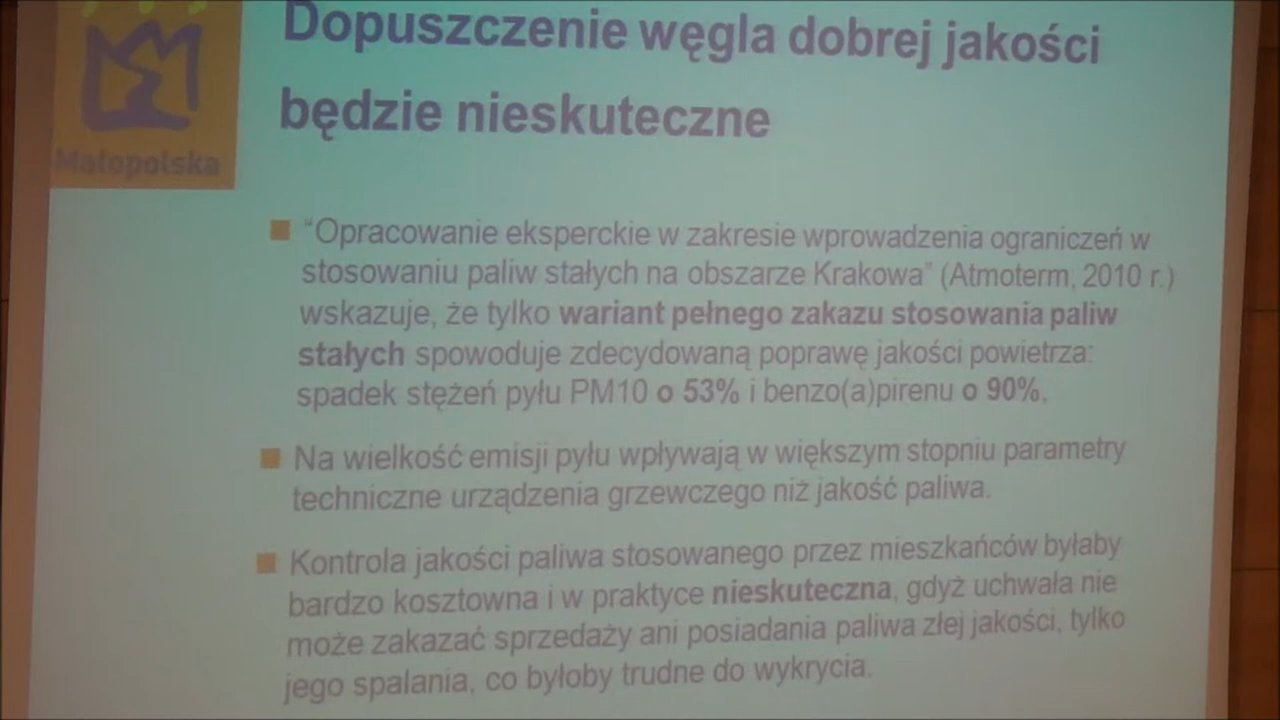 Małopolska
Dopuszczenie węgla dobrej jakości
będzie nieskuteczne
"Opracowanie eksperckie w zakresie wprowadzenia ograniczeń w
stosowaniu paliw stałych na obszarze Krakowa" (Atmoterm, 2010 r.)
wskazuje, że tylko wariant pełnego zakazu stosowania paliw
stałych spowoduje zdecydowaną poprawę jakości powietrza:
spadek stężeń pyłu PM10 o 53% i benzo(a)pirenu o 90%,
Na wielkość emisji pyłu wpływają w większym stopniu parametry
techniczne urządzenia grzewczego niż jakość paliwa.
Kontrola jakości paliwa stosowanego przez mieszkańców byłaby
bardzo kosztowna i w praktyce nieskuteczna, gdyż uchwała nie
może zakazać sprzedaży ani posiadania paliwa złej jakości, tylko
jego spalania, co byłoby trudne do wykrycia.